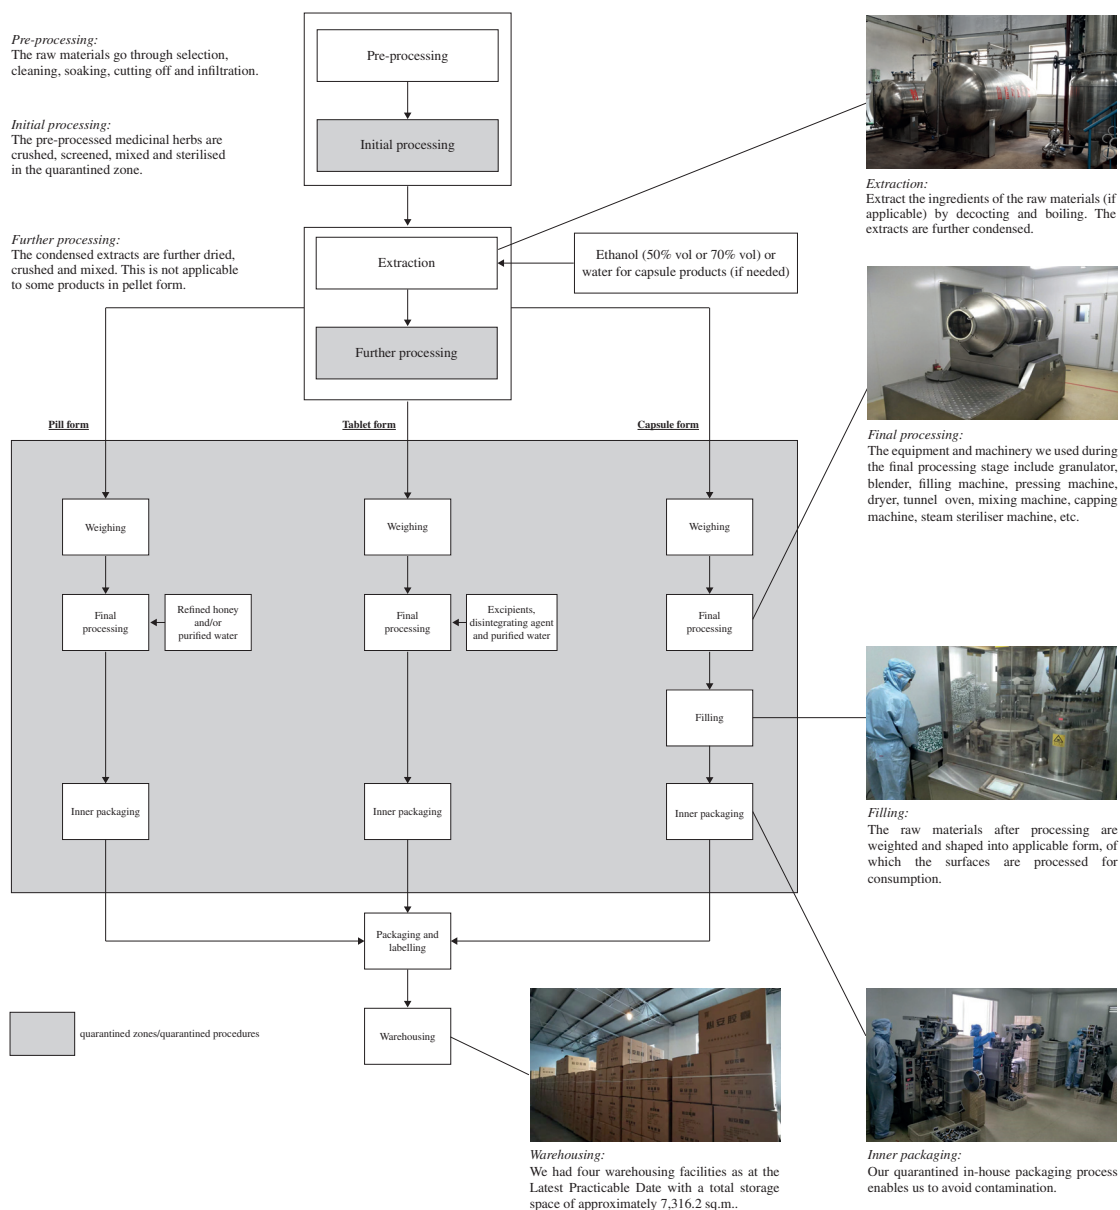 Pre-processing:
The raw materials go through selection,
cleaning, soaking, cutting off and infiltration.
Initial processing:
The pre-processed medicinal herbs are
crushed, screened, mixed and sterilised
in the quarantined zone.
Further processing:
The condensed extracts are further dried,
crushed and mixed. This is not applicable
to some products in pellet form.
Pre-processing
Initial processing
Extraction
Ethanol (50% vol or 70% vol) or
water for capsule products (if needed)
Further processing
Extraction:
Extract the ingredients of the raw materials (if
applicable) by decocting and boiling. The
extracts are further condensed.
Pill form
Tablet form
Capsule form
Weighing
Weighing
Weighing
Final
processing
Refined honey
and/or
purified water
Final
processing
Excipients,
disintegrating agent
and purified water
Final
processing
Filling
Inner packaging
Inner packaging
Inner packaging
Packaging and
labelling
Warehousing
Final processing:
The equipment and machinery we used during
the final processing stage include granulator,
blender, filling machine, pressing machine,
dryer, tunnel oven, mixing machine, capping
machine, steam steriliser machine, etc.
Filling:
The raw materials after processing are
weighted and shaped into applicable form, of
which the surfaces are processed for
consumption.
quarantined zones/quarantined procedures
Warehousing:
We had four warehousing facilities as at the
Latest Practicable Date with a total storage
space of approximately 7,316.2 sq.m..
Inner packaging:
Our quarantined in-house packaging process
enables us to avoid contamination.